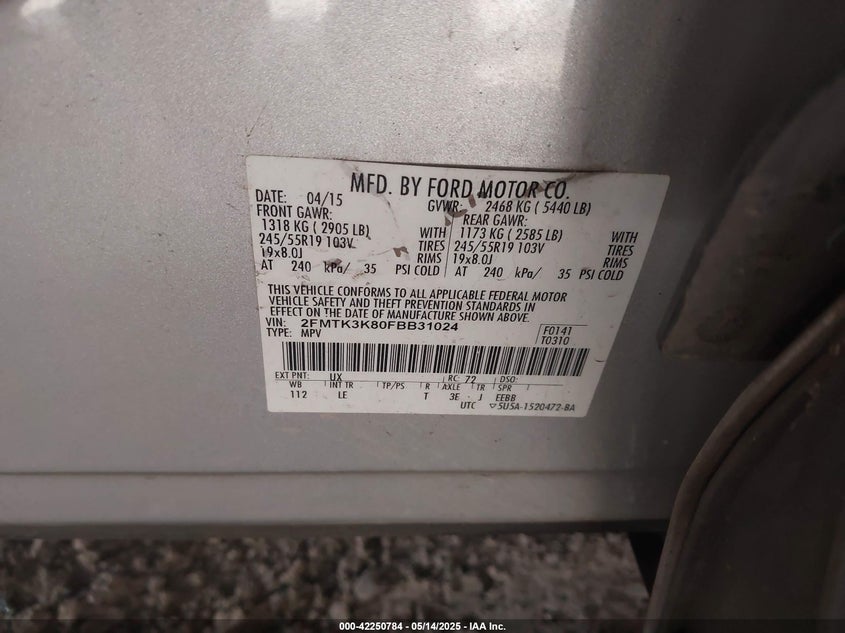 MFD. BY FORD MOTOR CO.
DATE: 04/15 GVWR: 2468 KG ( 5440 LB)
FRONT GAWR: REAR GAWR:
1318 KG ( 2905 LB) WITH 1173 KG ( 2585 LB) WITH
245/55R19 103V TIRES 245/55R19 103V TIRES
19x8.0J RIMS 19x8.0J RIMS
AT 240 kPa/ 35 PSI COLD AT 240 kPa/ 35 PSI COLD
THIS VEHICLE CONFORMS TO ALL APPLICABLE FEDERAL MOTOR
VEHICLE SAFETY AND THEFT PREVENTION STANDARDS IN
EFFECT ON THE DATE OF MANUFACTURE SHOWN ABOVE.
VIN: 2FMTK3K80FBB31024 F0141
TYPE: MPV T0310
EXT PNT: UX RC: 72 DSO:
WB INT TR TP/PS R AXLE TR SPR
112 LE T 3E J EEBB
UTC ▽5U5A-1520472-BA
000-42250784 - 05/14/2025 - IAA Inc.